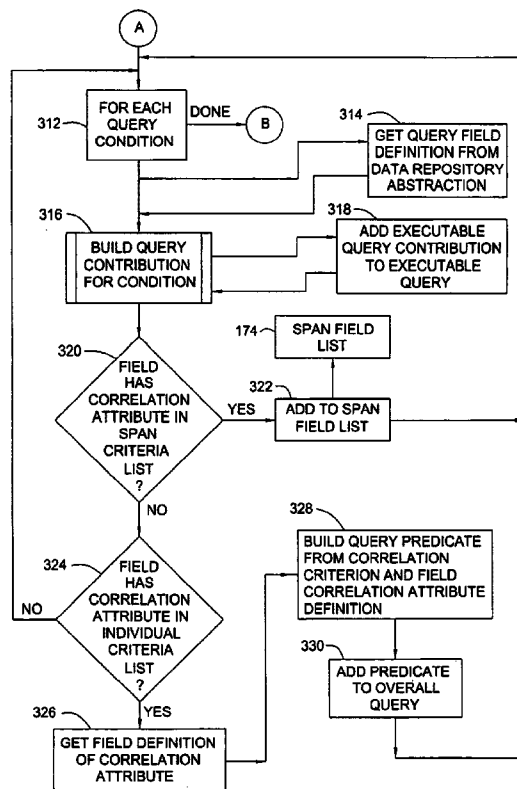 A
312
FOR EACH
QUERY
CONDITION
DONE
B
314
GET QUERY FIELD
DEFINITION FROM
DATA REPOSITORY
ABSTRACTION
316
BUILD QUERY
CONTRIBUTION
FOR CONDITION
318
ADD EXECUTABLE
QUERY CONTRIBUTION
TO EXECUTABLE
QUERY
320
FIELD
HAS
CORRELATION
ATTRIBUTE IN
SPAN
CRITERIA
LIST
?
YES
NO
174
SPAN FIELD
LIST
322
ADD TO SPAN
FIELD LIST
324
FIELD
HAS
CORRELATION
ATTRIBUTE IN
INDIVIDUAL
CRITERIA
LIST
?
NO
YES
326
GET FIELD DEFINITION
OF CORRELATION
ATTRIBUTE
328
BUILD QUERY PREDICATE
FROM CORRELATION
CRITERION AND FIELD
CORRELATION ATTRIBUTE
DEFINITION
330
ADD PREDICATE
TO OVERALL
QUERY